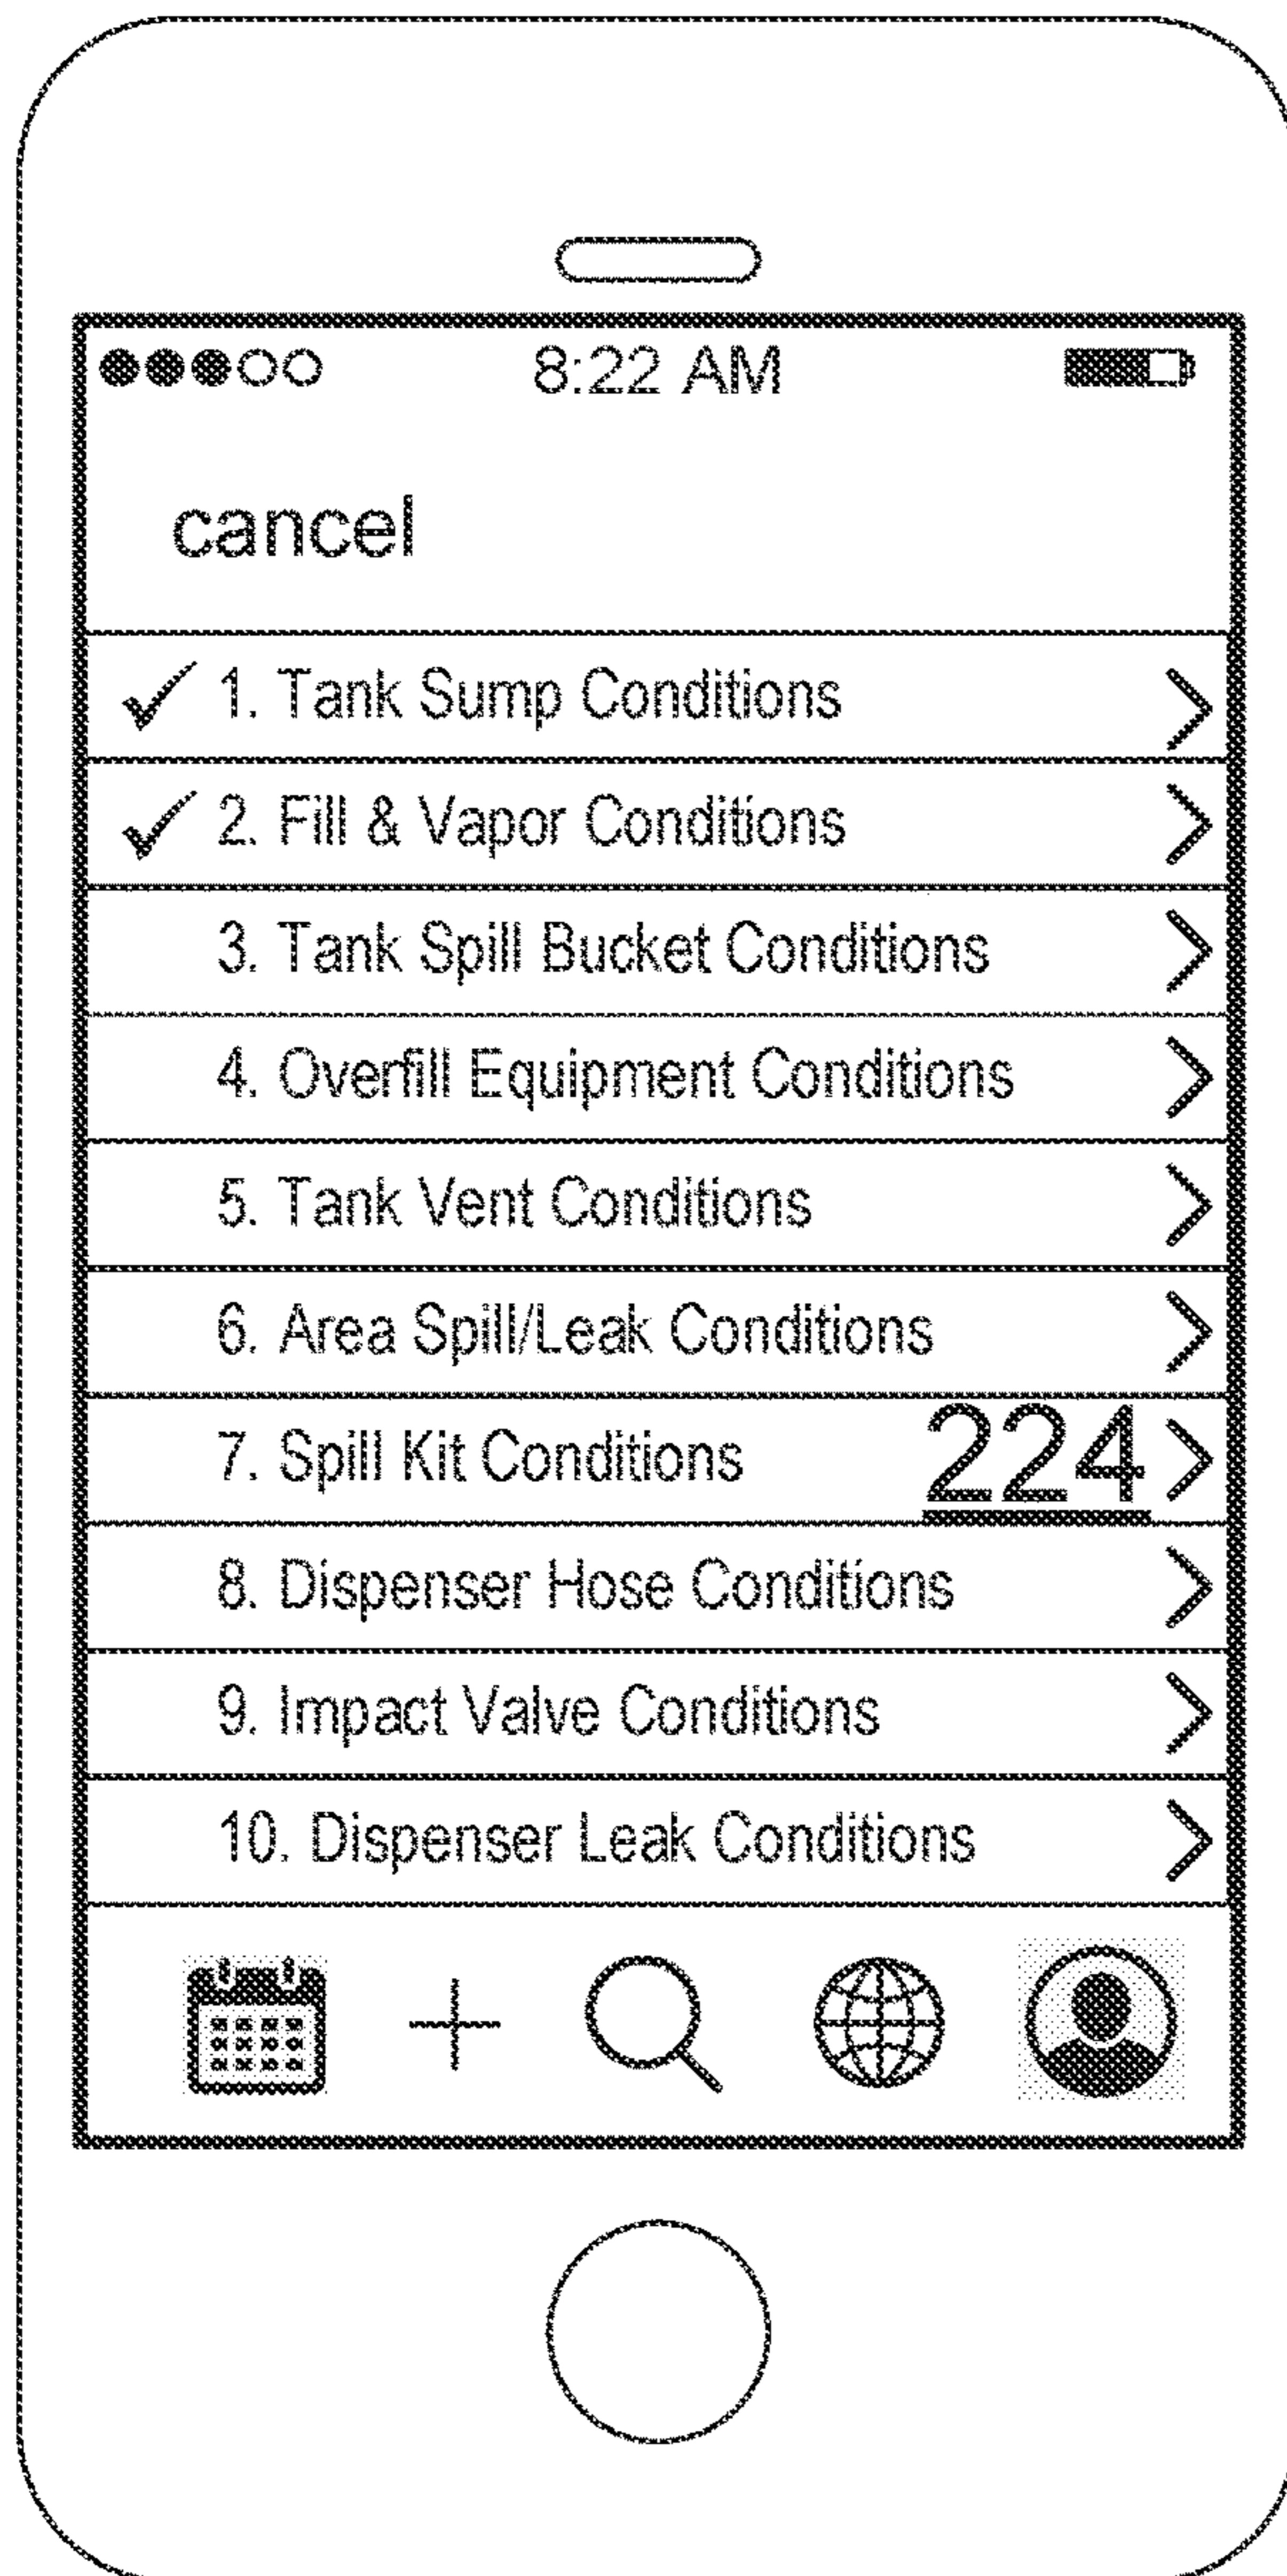 8:22 AM
cancel
1. Tank Sump Conditions
2. Fill & Vapor Conditions
3. Tank Spill Bucket Conditions
4. Overfill Equipment Conditions
5. Tank Vent Conditions
6. Area Spill/Leak Conditions
7. Spill Kit Conditions 224
8. Dispenser Hose Conditions
9. Impact Valve Conditions
10. Dispenser Leak Conditions